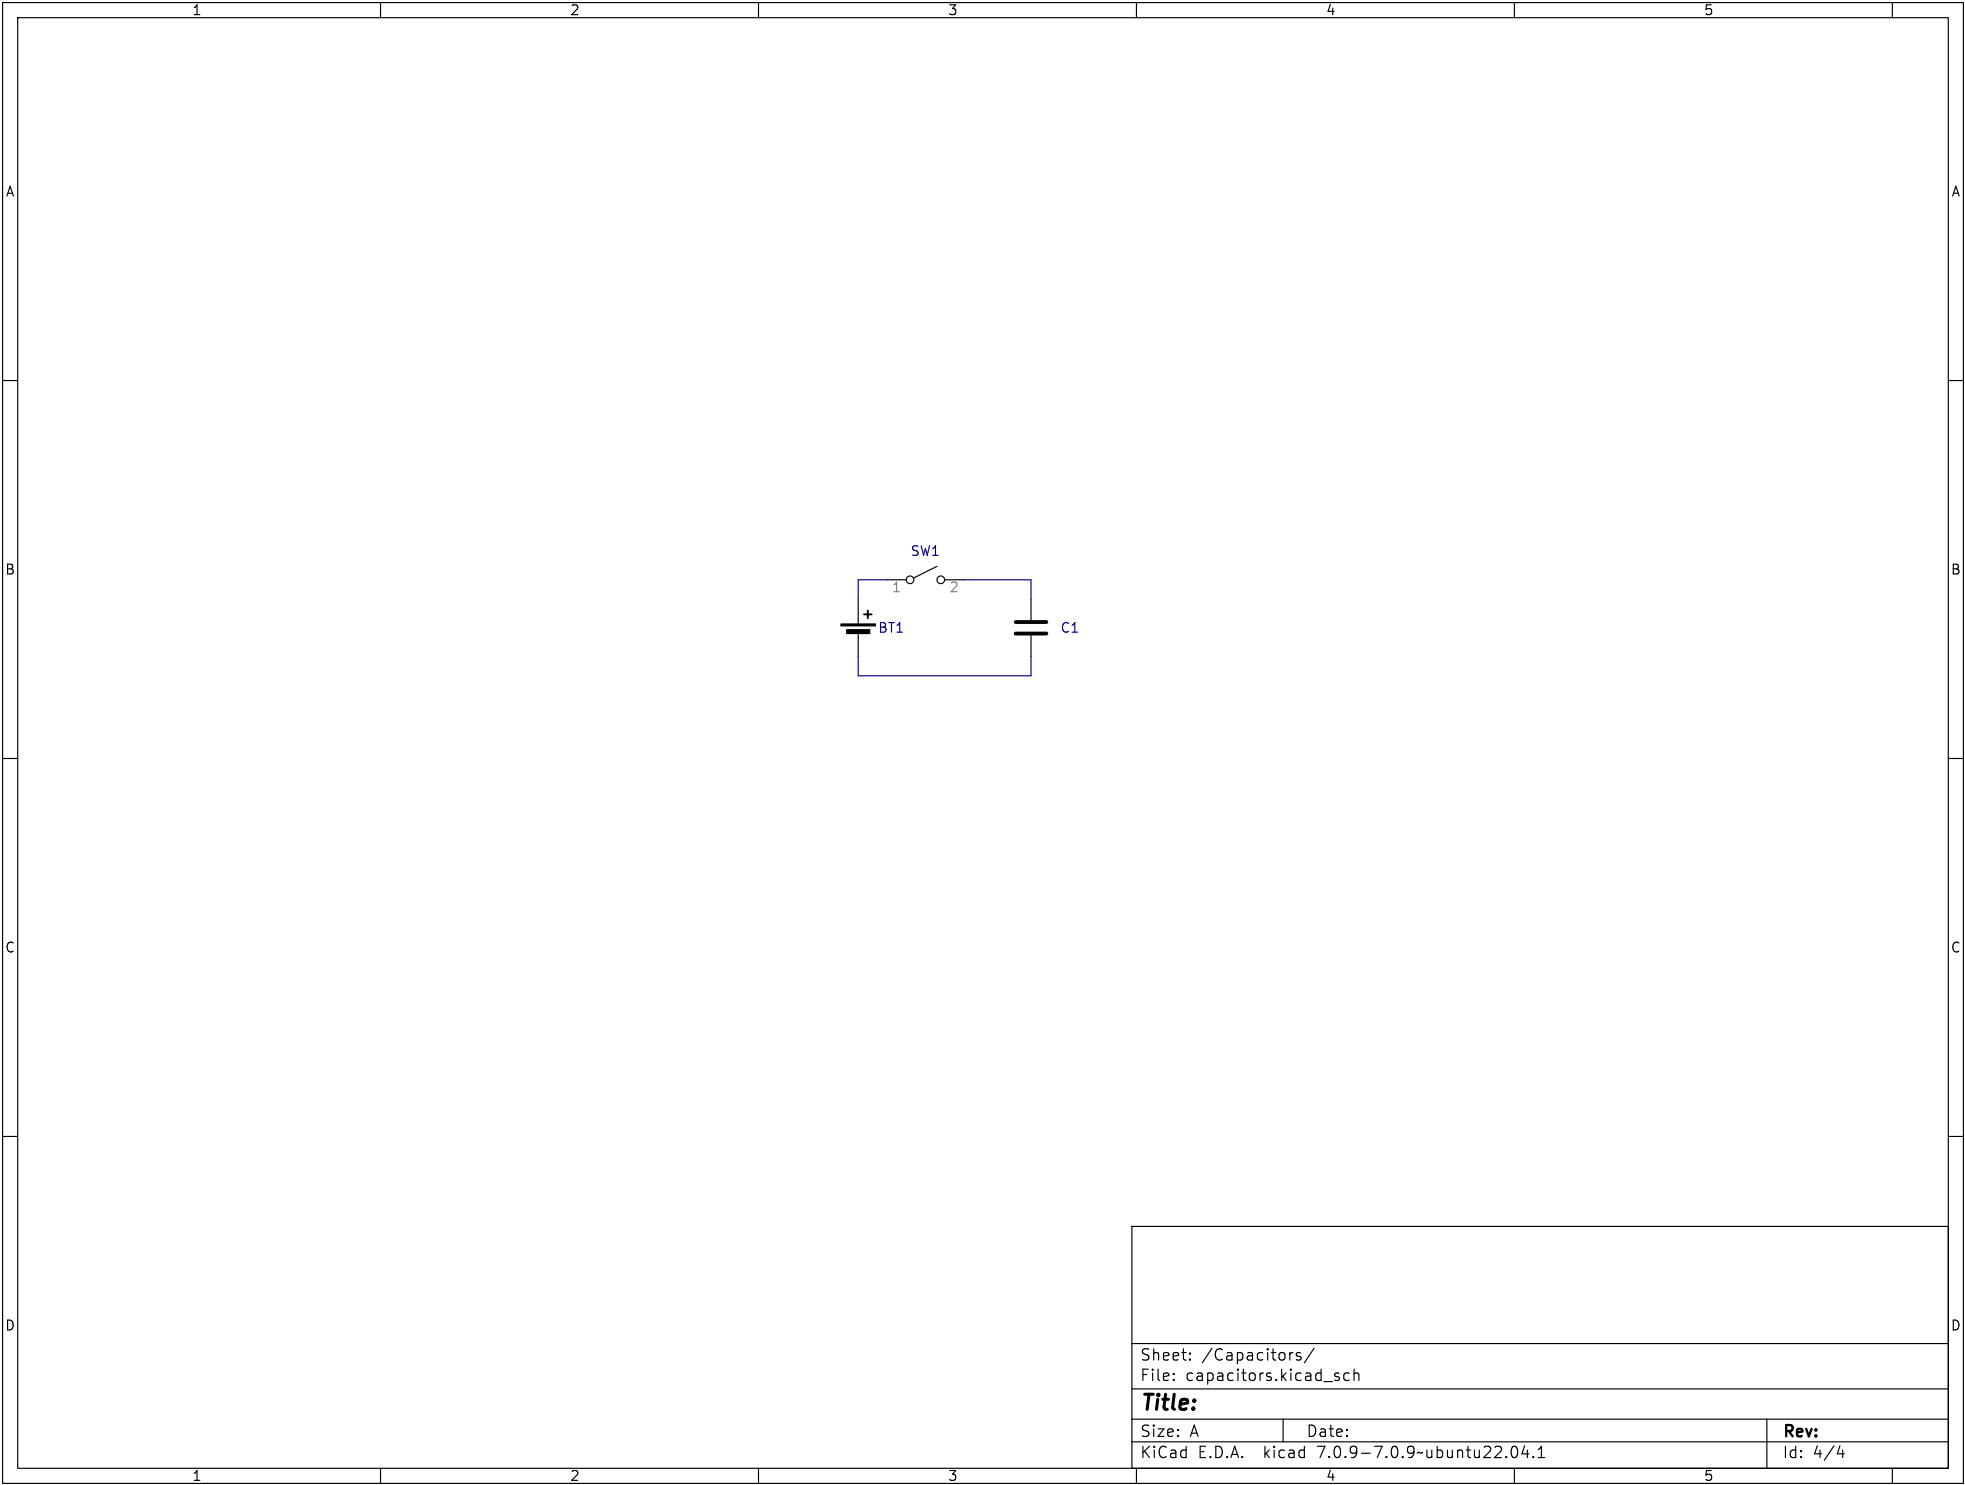 1 2 3 4 5
A A
SW1
B B
1 2
+
BT1 C1
C C
D D
Sheet: /Capacitors/
File: capacitors.kicad_sch
Title:
Size: A Date: Rev:
KiCad E.D.A. kicad 7.0.9-7.0.9~ubuntu22.04.1 Id: 4/4
1 2 3 4 5